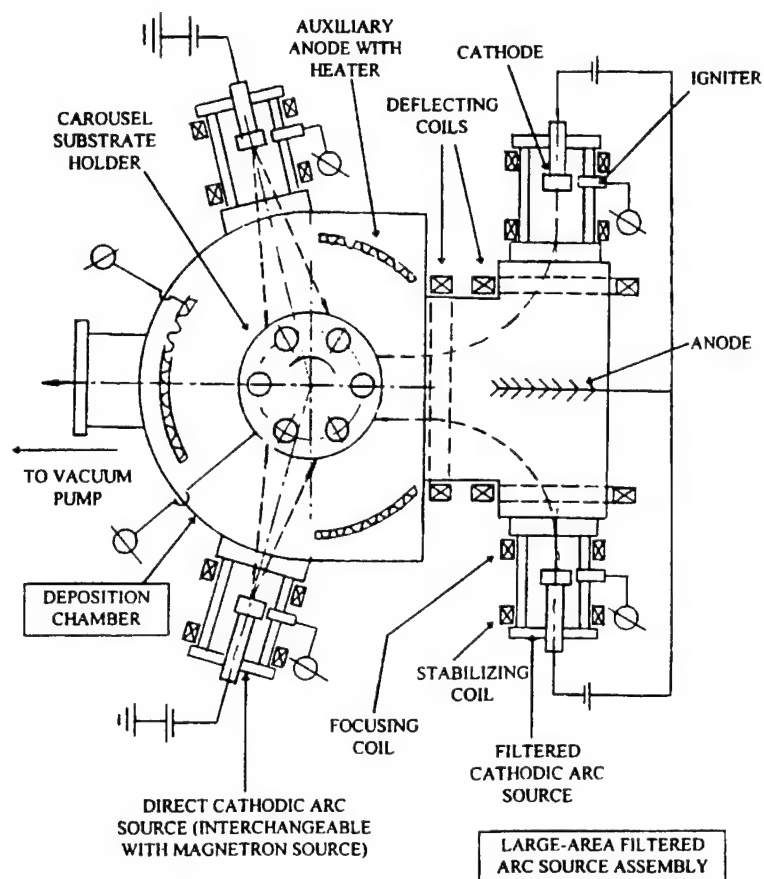 AUXILIARY
ANODE WITH
HEATER
CATHODE
IGNITER
CAROUSEL
SUBSTRATE
HOLDER
DEFLECTING
COILS
ANODE
TO VACUUM
PUMP
DEPOSITION
CHAMBER
STABILIZING
COIL
FOCUSING
COIL
FILTERED
CATHODIC ARC
SOURCE
DIRECT CATHODIC ARC
SOURCE (INTERCHANGEABLE
WITH MAGNETRON SOURCE)
LARGE-AREA FILTERED
ARC SOURCE ASSEMBLY